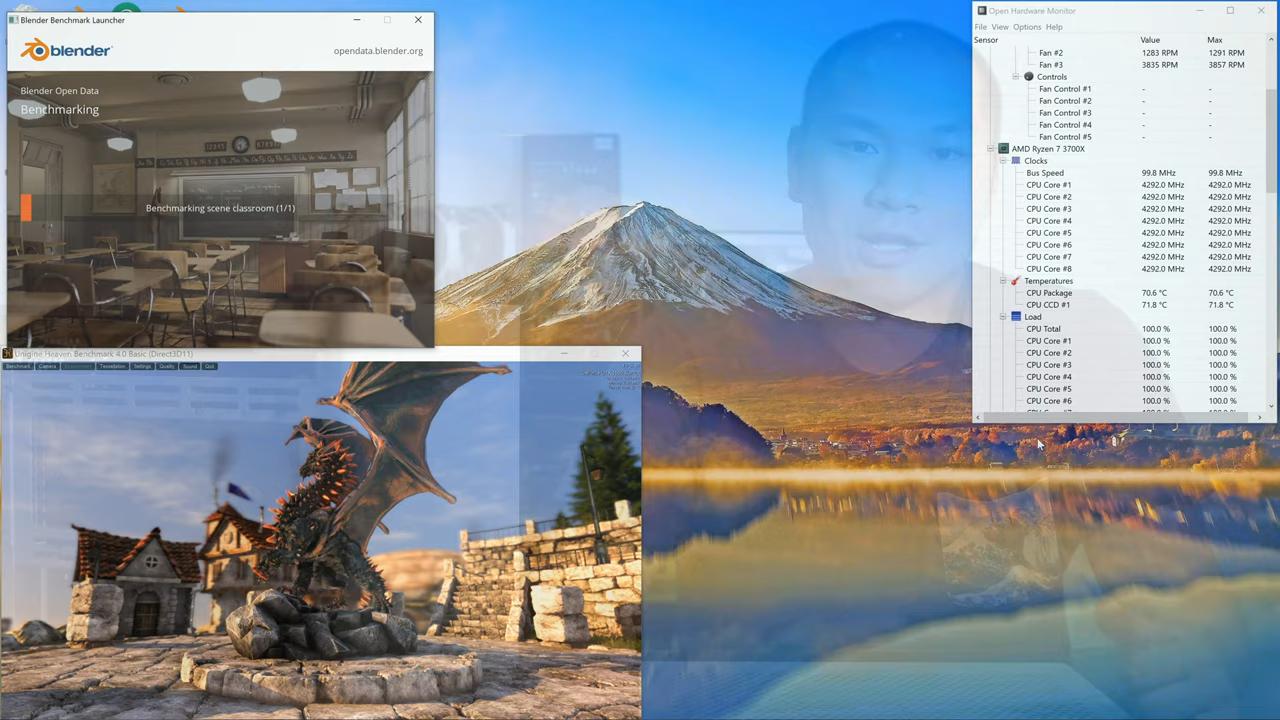 Blender Benchmark Launcher
blender
opendata.blender.org
Blender Open Data
Benchmarking
Benchmarking scene classroom (1/1)
Unigine Heaven Benchmark 4.0 Basic (Direct3D11)
Benchmark Camera Tessellation Settings Quality Sound Quit
Open Hardware Monitor
File View Options Help
Sensor Value Max
Fan #2 1283 RPM 1291 RPM
Fan #3 3835 RPM 3857 RPM
Controls
Fan Control #1 - -
Fan Control #2 - -
Fan Control #3 - -
Fan Control #4 - -
Fan Control #5 - -
AMD Ryzen 7 3700X
Clocks
Bus Speed 99.8 MHz 99.8 MHz
CPU Core #1 4292.0 MHz 4292.0 MHz
CPU Core #2 4292.0 MHz 4292.0 MHz
CPU Core #3 4292.0 MHz 4292.0 MHz
CPU Core #4 4292.0 MHz 4292.0 MHz
CPU Core #5 4292.0 MHz 4292.0 MHz
CPU Core #6 4292.0 MHz 4292.0 MHz
CPU Core #7 4292.0 MHz 4292.0 MHz
CPU Core #8 4292.0 MHz 4292.0 MHz
Temperatures
CPU Package 70.6 °C 70.6 °C
CPU CCD #1 71.8 °C 71.8 °C
Load
CPU Total 100.0 % 100.0 %
CPU Core #1 100.0 % 100.0 %
CPU Core #2 100.0 % 100.0 %
CPU Core #3 100.0 % 100.0 %
CPU Core #4 100.0 % 100.0 %
CPU Core #5 100.0 % 100.0 %
CPU Core #6 100.0 % 100.0 %